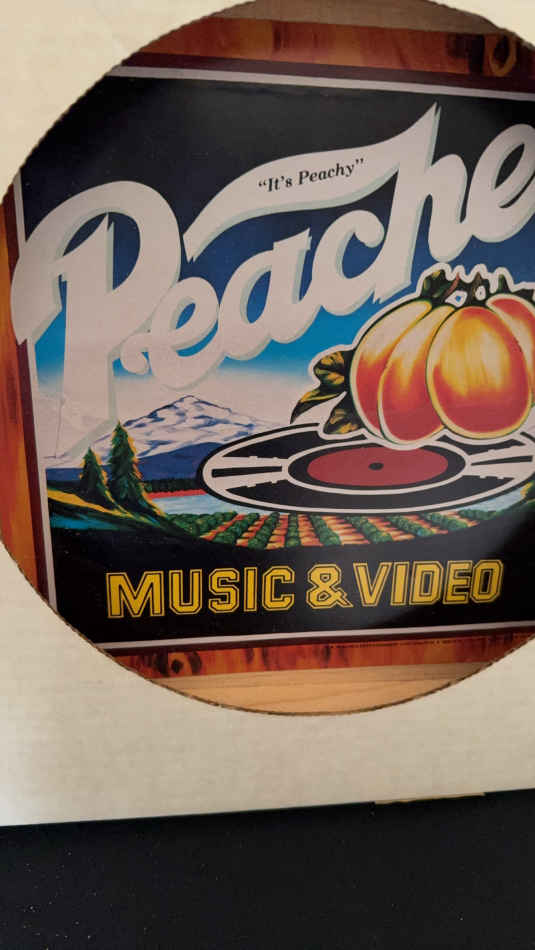 "It's Peachy"
Peache
MUSIC & VIDEO